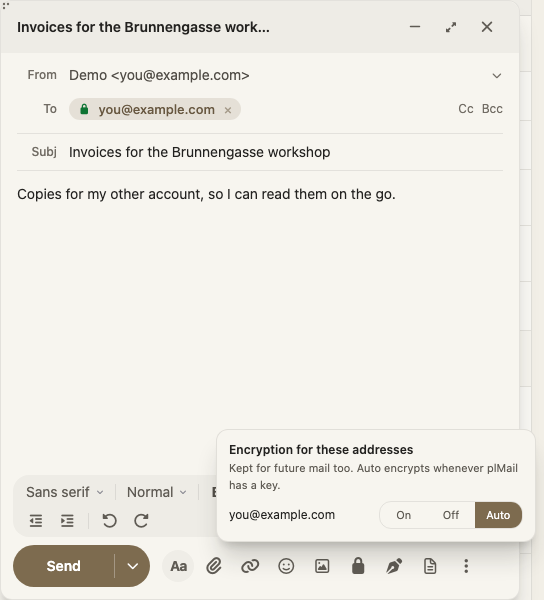 Invoices for the Brunnengasse work...
From Demo <you@example.com>
To you@example.com × Cc Bcc
Subj Invoices for the Brunnengasse workshop
Copies for my other account, so I can read them on the go.
Encryption for these addresses
Kept for future mail too. Auto encrypts whenever plMail
has a key.
you@example.com On Off Auto
Sans serif Normal
Send Aa